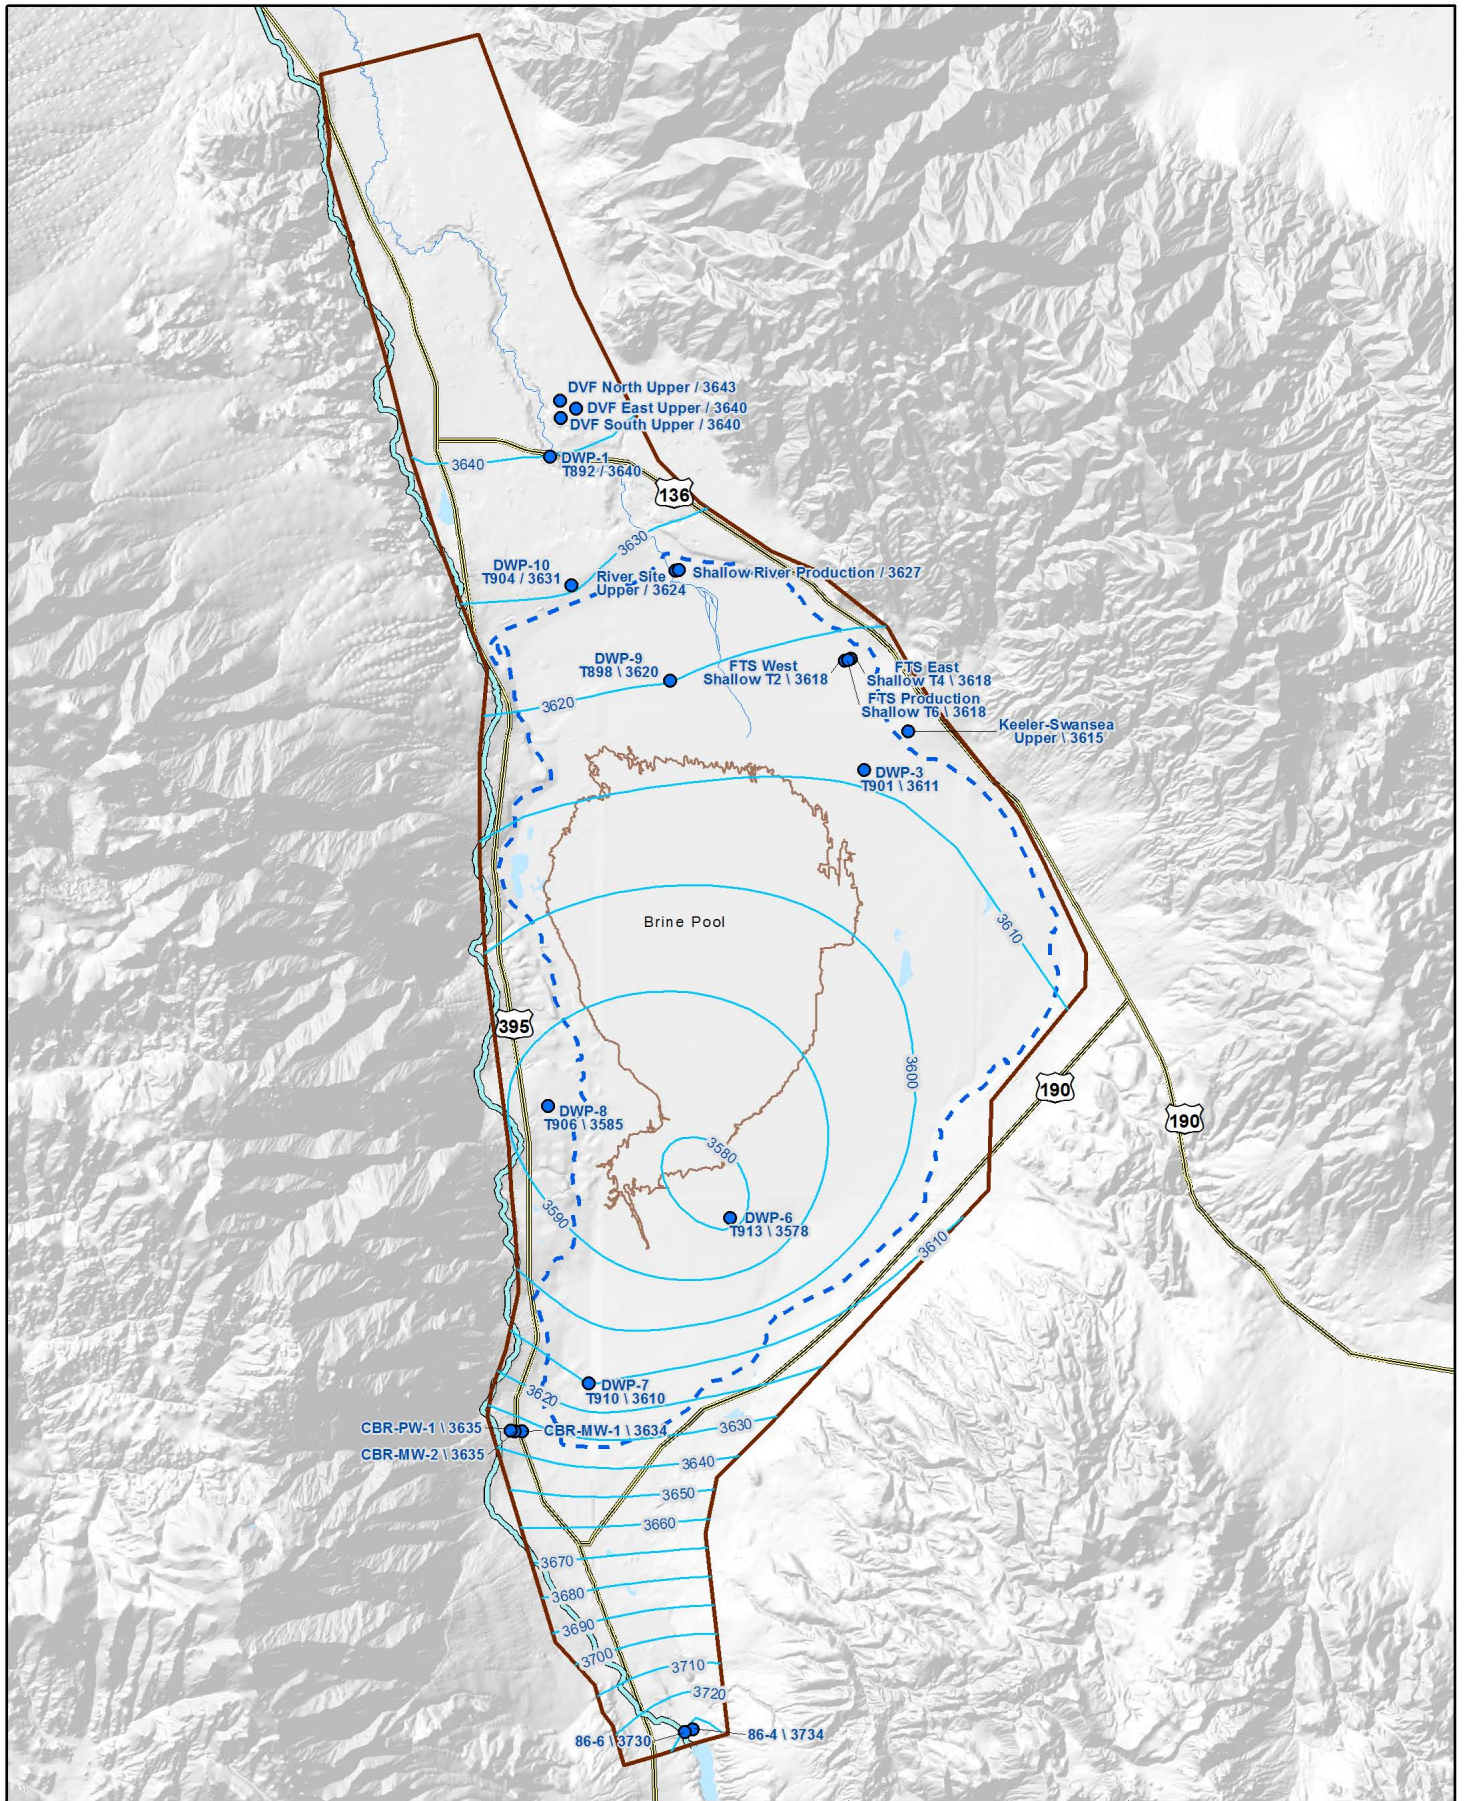 DVF North Upper / 3643
DVF East Upper / 3640
DVF South Upper / 3640
DWP-1
T892 / 3640
3640
136
3630
DWP-10
T904 / 3631
River Site
Upper / 3624
Shallow River Production / 3627
DWP-9
T898 \ 3620
FTS West
Shallow T2 \ 3618
FTS East
Shallow T4 \ 3618
FTS Production
Shallow T6 \ 3618
3620
Keeler-Swansea
Upper \ 3615
DWP-3
T901 \ 3611
Brine Pool
3610
395
3600
190
190
DWP-8
T906 \ 3585
3580
3590
DWP-6
T913 \ 3578
3610
DWP-7
T910 \ 3610
3620
CBR-PW-1 \ 3635
CBR-MW-1 \ 3634
3630
CBR-MW-2 \ 3635
3640
3650
3660
3670
3680
3690
3700
3710
3720
86-6 \ 3730
86-4 \ 3734